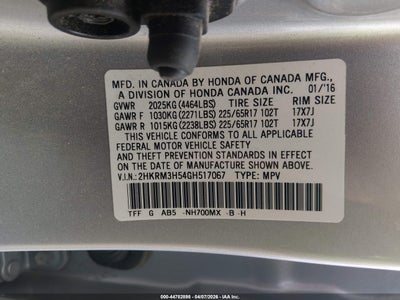 MFD. IN CANADA BY HONDA OF CANADA MFG.,
A DIVISION OF HONDA CANADA INC. 01/'16
GVWR 2025KG (4464LBS) TIRE SIZE RIM SIZE
GAWR F 1030KG (2271LBS) 225/65R17 102T 17X7J
GAWR R 1015KG (2238LBS) 225/65R17 102T 17X7J
THIS VEHICLE CONFORMS TO ALL APPLICABLE
FEDERAL MOTOR VEHICLE SAFETY AND
THEFT PREVENTION STANDARDS IN EFFECT
ON THE DATE OF MANUFACTURE SHOWN ABOVE.
V.I.N.: 2HKRM3H54GH517067 TYPE: MPV
TFF G AB5 -NH700MX -B -H
000-44702898 - 04/07/2026 - IAA Inc.